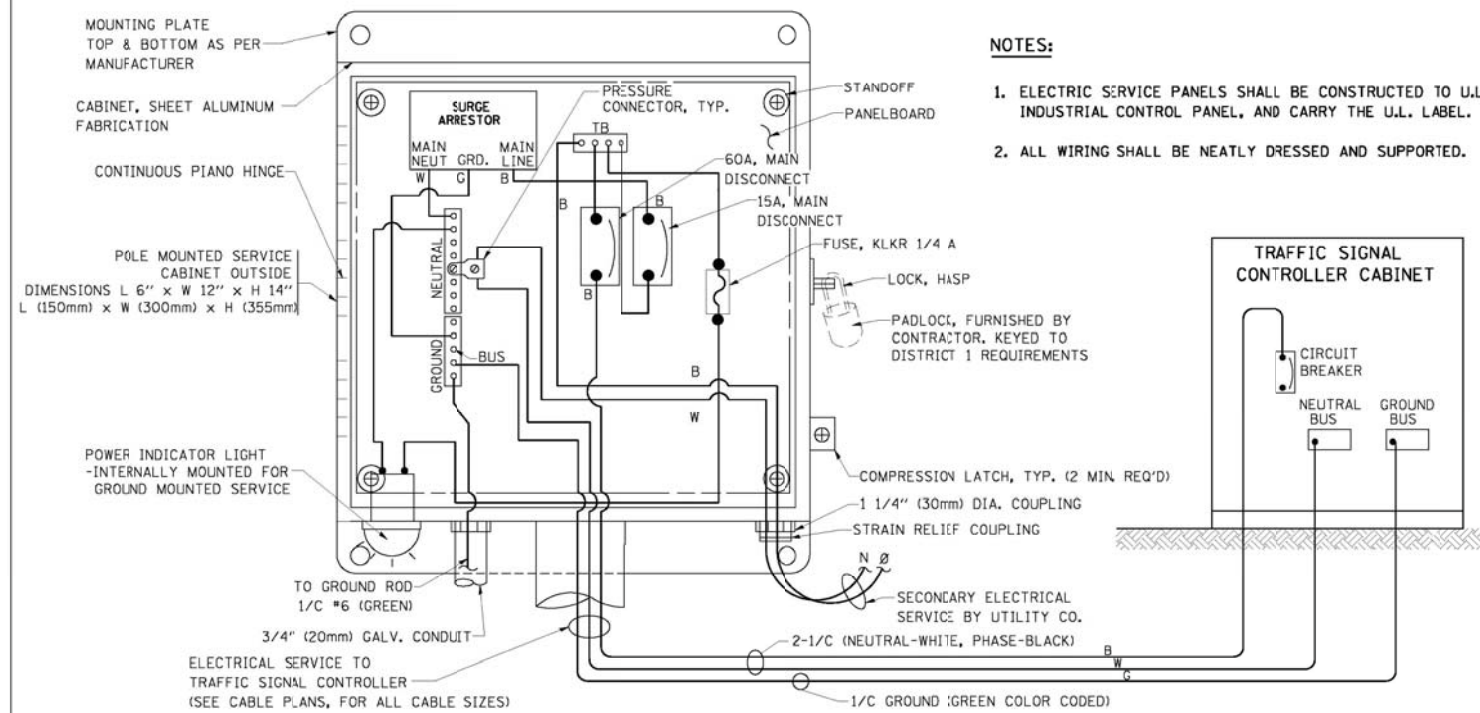 MOUNTING PLATE
TOP & BOTTOM AS PER
MANUFACTURER
CABINET, SHEET ALUMINUM
FABRICATION
CONTINUOUS PIANO HINGE
POLE MOUNTED SERVICE
CABINET OUTSIDE
DIMENSIONS L 6" x W 12" x H 14"
L (150mm) x W (300mm) x H (355mm)
POWER INDICATOR LIGHT
-INTERNALLY MOUNTED FOR
GROUND MOUNTED SERVICE
SURGE
ARRESTOR
MAIN
NEUT
GRD.
MAIN
LINE
W
G
B
PRESSURE
CONNECTOR, TYP.
TB
B
B
B
NEUTRAL
GROUND
BUS
B
W
STANDOFF
PANELBOARD
60A, MAIN
DISCONNECT
15A, MAIN
DISCONNECT
FUSE, KLKR 1/4 A
LOCK, HASP
PADLOCK, FURNISHED BY
CONTRACTOR. KEYED TO
DISTRICT 1 REQUIREMENTS
COMPRESSION LATCH, TYP. (2 MIN. REQ'D)
1 1/4" (30mm) DIA. COUPLING
STRAIN RELIEF COUPLING
N Ø
SECONDARY ELECTRICAL
SERVICE BY UTILITY CO.
TO GROUND ROD
1/C #6 (GREEN)
3/4" (20mm) GALV. CONDUIT
ELECTRICAL SERVICE TO
TRAFFIC SIGNAL CONTROLLER
(SEE CABLE PLANS, FOR ALL CABLE SIZES)
2-1/C (NEUTRAL-WHITE, PHASE-BLACK)
1/C GROUND (GREEN COLOR CODED)
B
W
G
NOTES:
1. ELECTRIC SERVICE PANELS SHALL BE CONSTRUCTED TO U.L
INDUSTRIAL CONTROL PANEL, AND CARRY THE U.L. LABEL.
2. ALL WIRING SHALL BE NEATLY DRESSED AND SUPPORTED.
TRAFFIC SIGNAL
CONTROLLER CABINET
CIRCUIT
BREAKER
NEUTRAL
BUS
GROUND
BUS